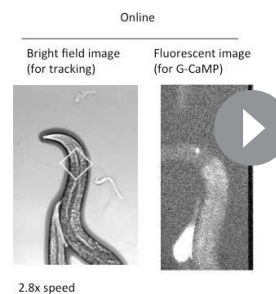 Online
Bright field image
(for tracking)
Fluorescent image
(for G-CaMP)
2.8x speed